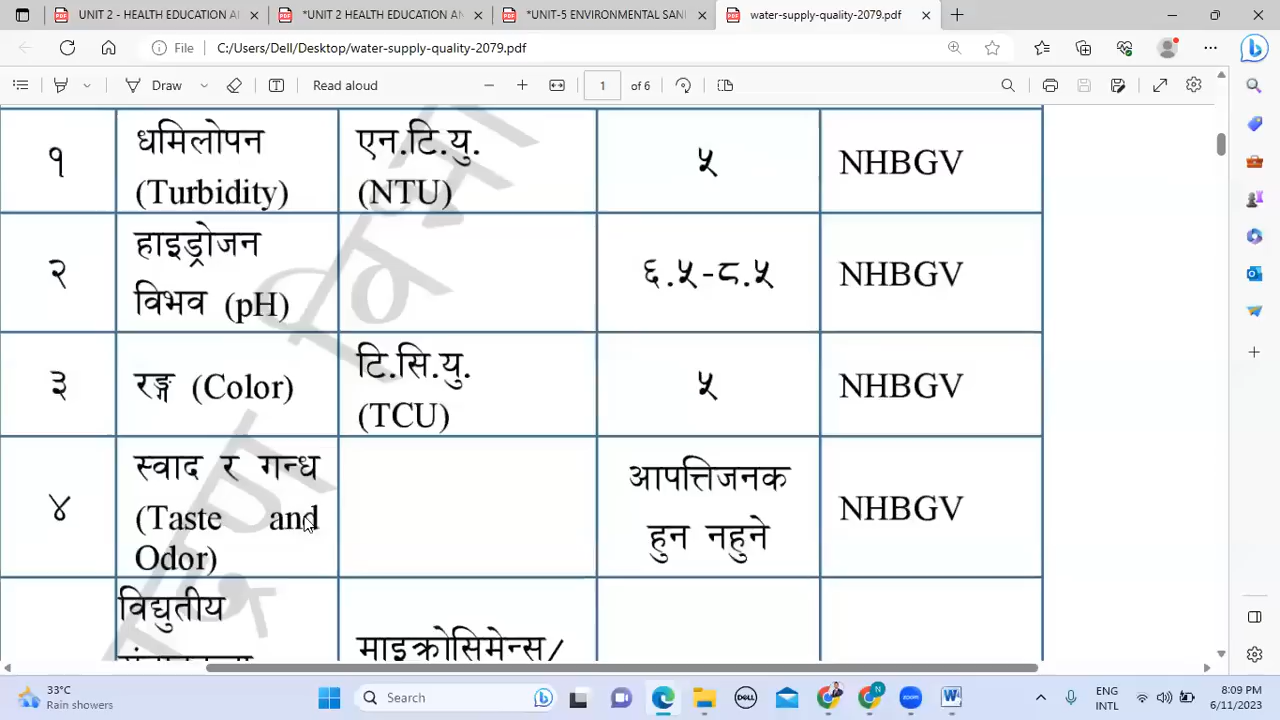 UNIT 2 - HEALTH EDUCATION A
*UNIT 2 HEALTH EDUCATION AN
*UNIT-5 ENVIRONMENTAL SANI
water-supply-quality-2079.pdf
File
C:/Users/Dell/Desktop/water-supply-quality-2079.pdf
Draw
Read aloud
1
of 6
१ धमिलोपन (Turbidity) एन.टि.यु. (NTU) ५ NHBGV
२ हाइड्रोजन विभव (pH) ६.५-८.५ NHBGV
३ रङ्ग (Color) टि.सि.यु. (TCU) ५ NHBGV
४ स्वाद र गन्ध (Taste and Odor) आपत्तिजनक हुन नहुने NHBGV
विद्युतीय
माइक्रोसिमेन्स/
33°C
Rain showers
Search
DELL
ENG
INTL
8:09 PM
6/11/2023